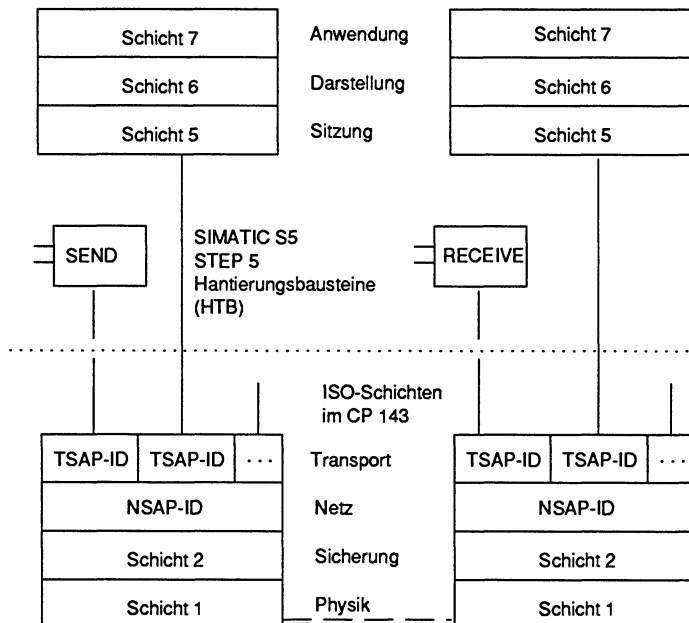 Schicht 7 Anwendung Schicht 7
Schicht 6 Darstellung Schicht 6
Schicht 5 Sitzung Schicht 5
SEND
SIMATIC S5
STEP 5
Hantierungsbausteine
(HTB)
RECEIVE
ISO-Schichten
im CP 143
TSAP-ID TSAP-ID ... Transport TSAP-ID TSAP-ID ...
NSAP-ID Netz NSAP-ID
Schicht 2 Sicherung Schicht 2
Schicht 1 Physik Schicht 1